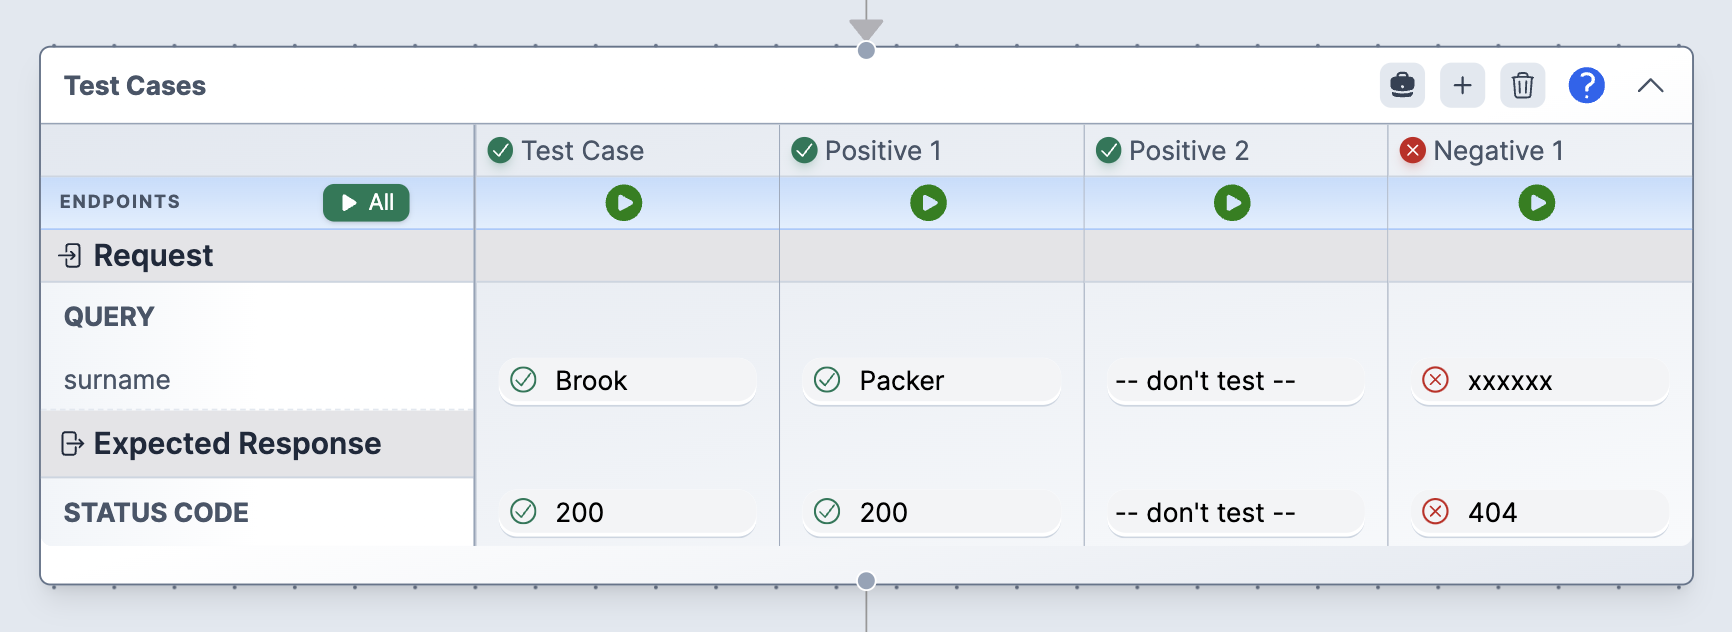 Test Cases
?
Test Case Positive 1 Positive 2 Negative 1
ENDPOINTS All
Request
QUERY
surname Brook Packer -- don't test -- xxxxxx
Expected Response
STATUS CODE 200 200 -- don't test -- 404